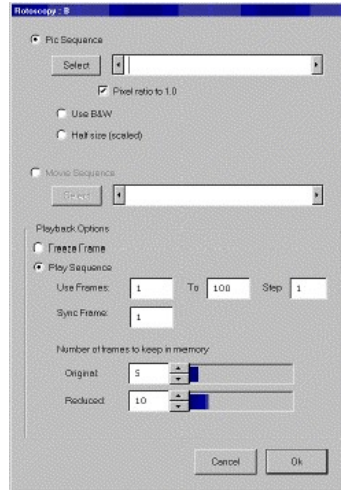 Rotoscopy : B
Pic Sequence
Select
Pixel ratio to 1.0
Use B&W
Half size (scaled)
Movie Sequence
Select
Playback Options
Freeze Frame
Play Sequence
Use Frames: 1 To 100 Step 1
Sync Frame: 1
Number of frames to keep in memory
Original: 5
Reduced: 10
Cancel Ok